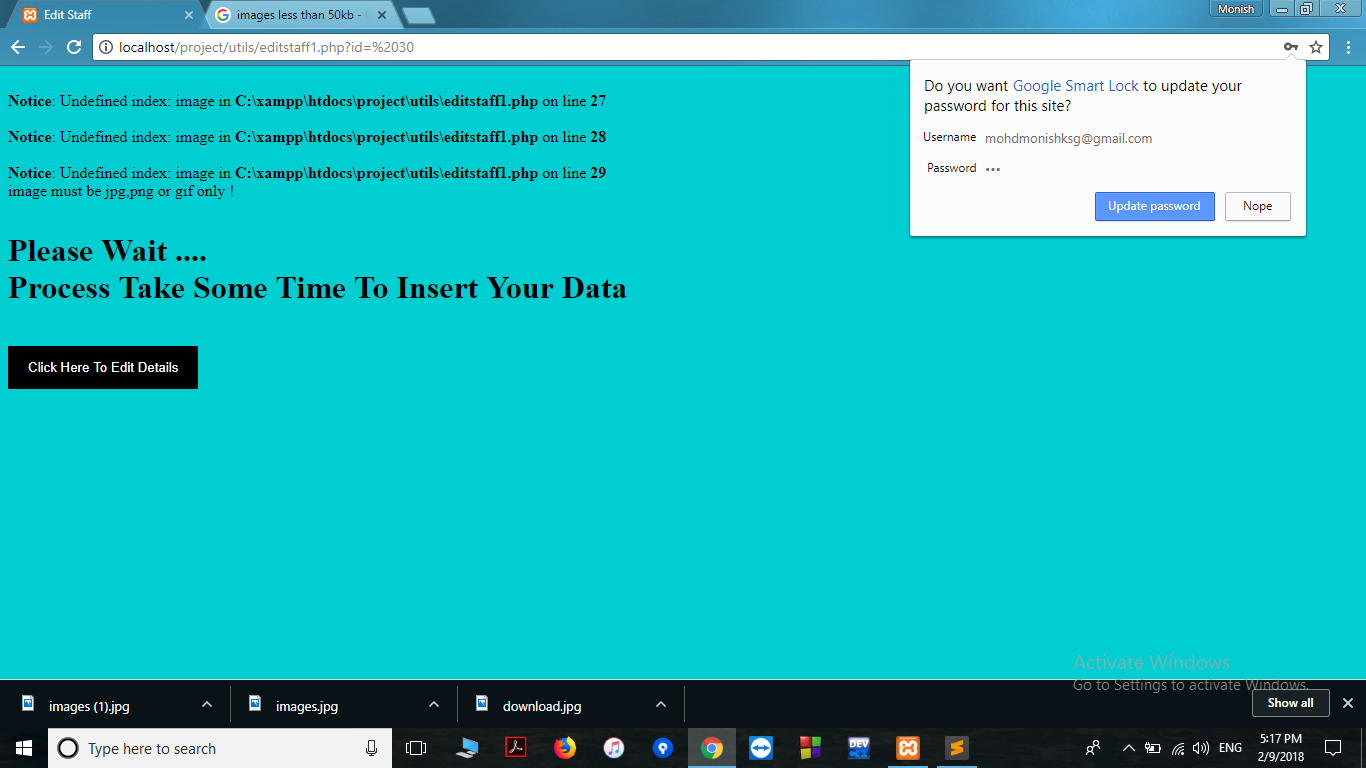 Edit Staff
images less than 50kb -
Monish
localhost/project/utils/editstaff1.php?id=%2030
Notice: Undefined index: image in C:\xampp\htdocs\project\utils\editstaff1.php on line 27
Notice: Undefined index: image in C:\xampp\htdocs\project\utils\editstaff1.php on line 28
Notice: Undefined index: image in C:\xampp\htdocs\project\utils\editstaff1.php on line 29
image must be jpg,png or gif only !
Please Wait ....
Process Take Some Time To Insert Your Data
Click Here To Edit Details
Do you want Google Smart Lock to update your
password for this site?
Username mohdmonishksg@gmail.com
Password •••
Update password Nope
Activate Windows
Go to Settings to activate Windows.
images (1).jpg
images.jpg
download.jpg
Show all
Type here to search
DEV
ENG
5:17 PM
2/9/2018